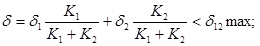 δ = δ₁ K₁/(K₁ + K₂) + δ₂ K₂/(K₁ + K₂) < δ₁₂ max;